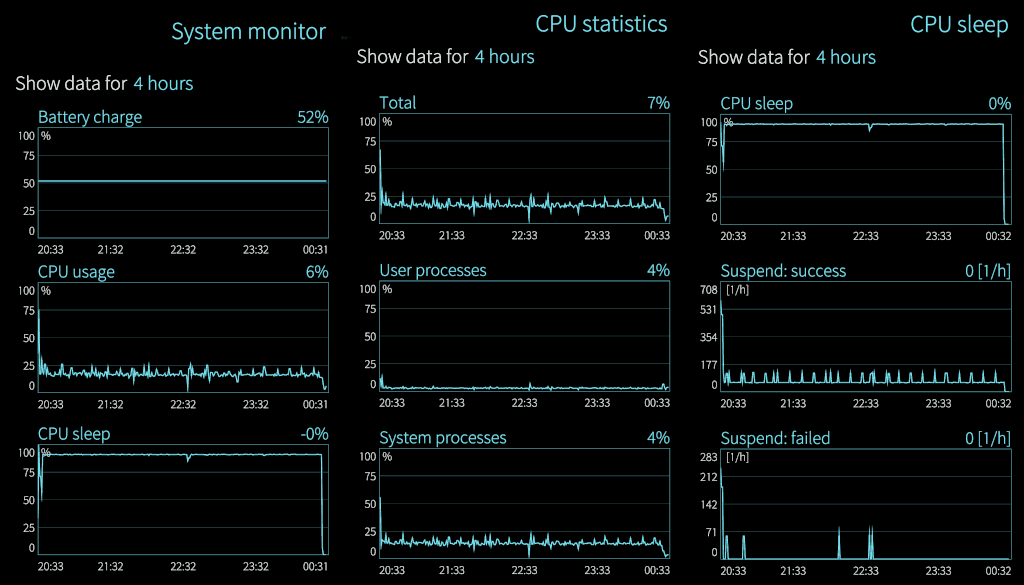 System monitor
Show data for 4 hours
Battery charge 52%
100 %
75
50
25
0
20:33 21:32 22:32 23:32 00:31
CPU usage 6%
100 %
75
50
25
0
20:33 21:32 22:32 23:32 00:31
CPU sleep -0%
100 %
75
50
25
0
20:33 21:32 22:32 23:32 00:31
CPU statistics
Show data for 4 hours
Total 7%
100 %
75
50
25
0
20:33 21:33 22:33 23:33 00:33
User processes 4%
100 %
75
50
25
0
20:33 21:33 22:33 23:33 00:33
System processes 4%
100 %
75
50
25
0
20:33 21:33 22:33 23:33 00:33
CPU sleep
Show data for 4 hours
CPU sleep 0%
100 %
75
50
25
0
20:33 21:33 22:33 23:33 00:32
Suspend: success 0 [1/h]
708 [1/h]
531
354
177
0
20:33 21:33 22:33 23:33 00:32
Suspend: failed 0 [1/h]
283 [1/h]
212
142
71
0
20:33 21:33 22:33 23:33 00:32